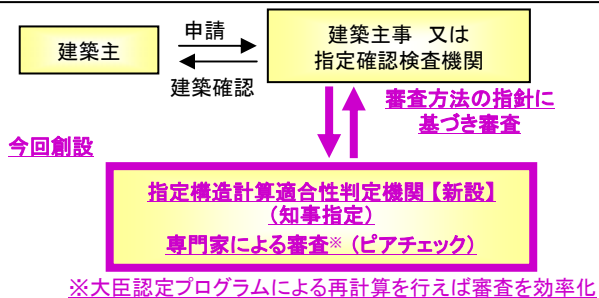 建築主
申請
建築確認
建築主事 又は
指定確認検査機関
審査方法の指針に
基づき審査
今回創設
指定構造計算適合性判定機関【新設】
(知事指定)
専門家による審査※ (ピアチェック)
※大臣認定プログラムによる再計算を行えば審査を効率化